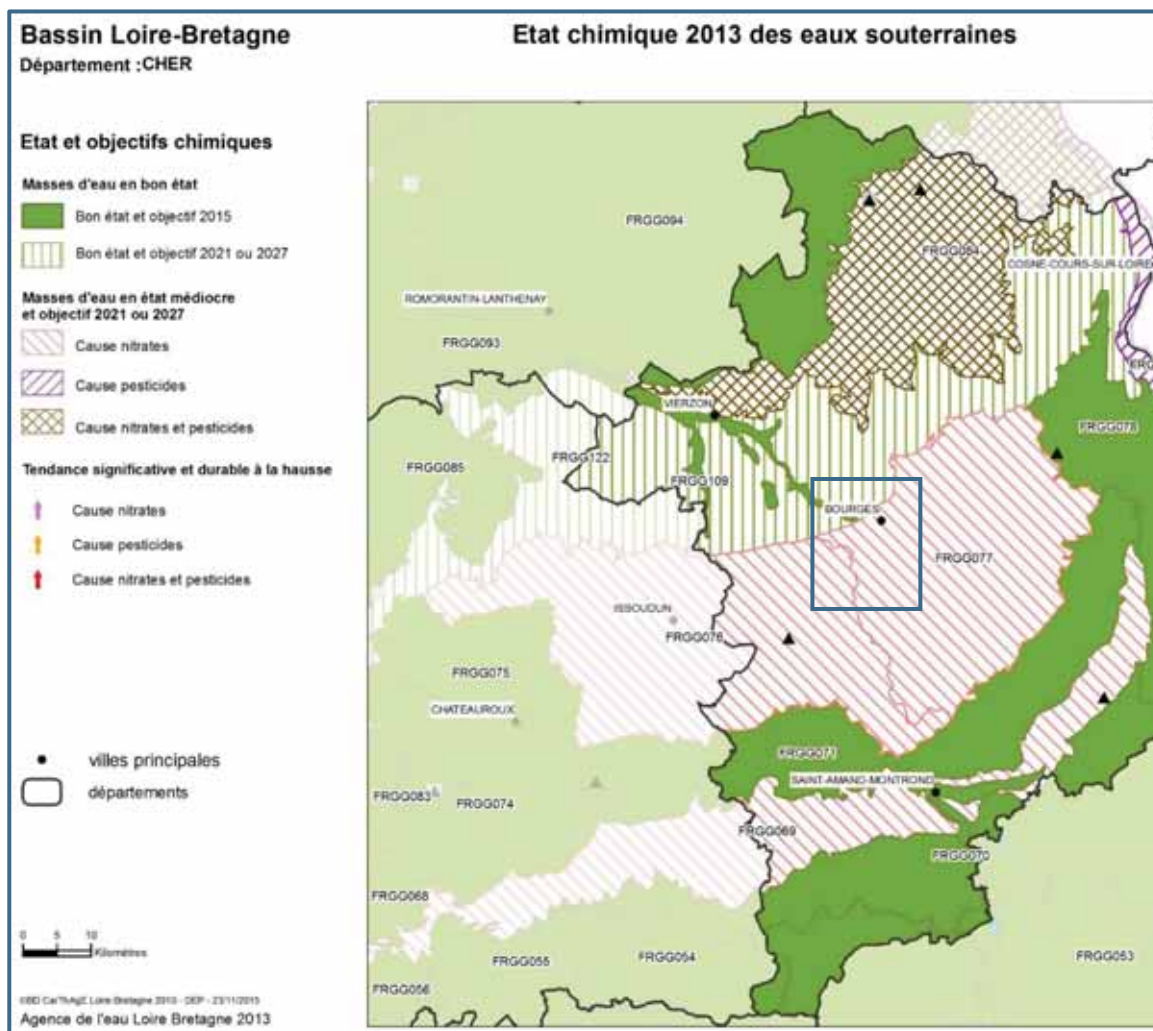 Bassin Loire-Bretagne
Département :CHER
Etat chimique 2013 des eaux souterraines
Etat et objectifs chimiques
Masses d'eau en bon état
Bon état et objectif 2015
Bon état et objectif 2021 ou 2027
Masses d'eau en état médiocre
et objectif 2021 ou 2027
Cause nitrates
Cause pesticides
Cause nitrates et pesticides
Tendance significative et durable à la hausse
Cause nitrates
Cause pesticides
Cause nitrates et pesticides
villes principales
départements
0 5 10
Kilomètres
Agence de l'eau Loire Bretagne 2013
FRGG094
FRGG084
COSNE-COURS-SUR-LOIRE
ROMORANTIN-LANTHENAY
FRGG093
VIERZON
FRGG078
FRGG122
FRGG085
FRGG109
BOURGES
FRGG077
ISSOUDUN
FRGG076
FRGG075
CHATEAUROUX
FRGG071
SAINT-AMAND-MONTROND
FRGG083
FRGG074
FRGG069
FRGG070
FRGG068
FRGG054
FRGG055
FRGG053
FRGG056